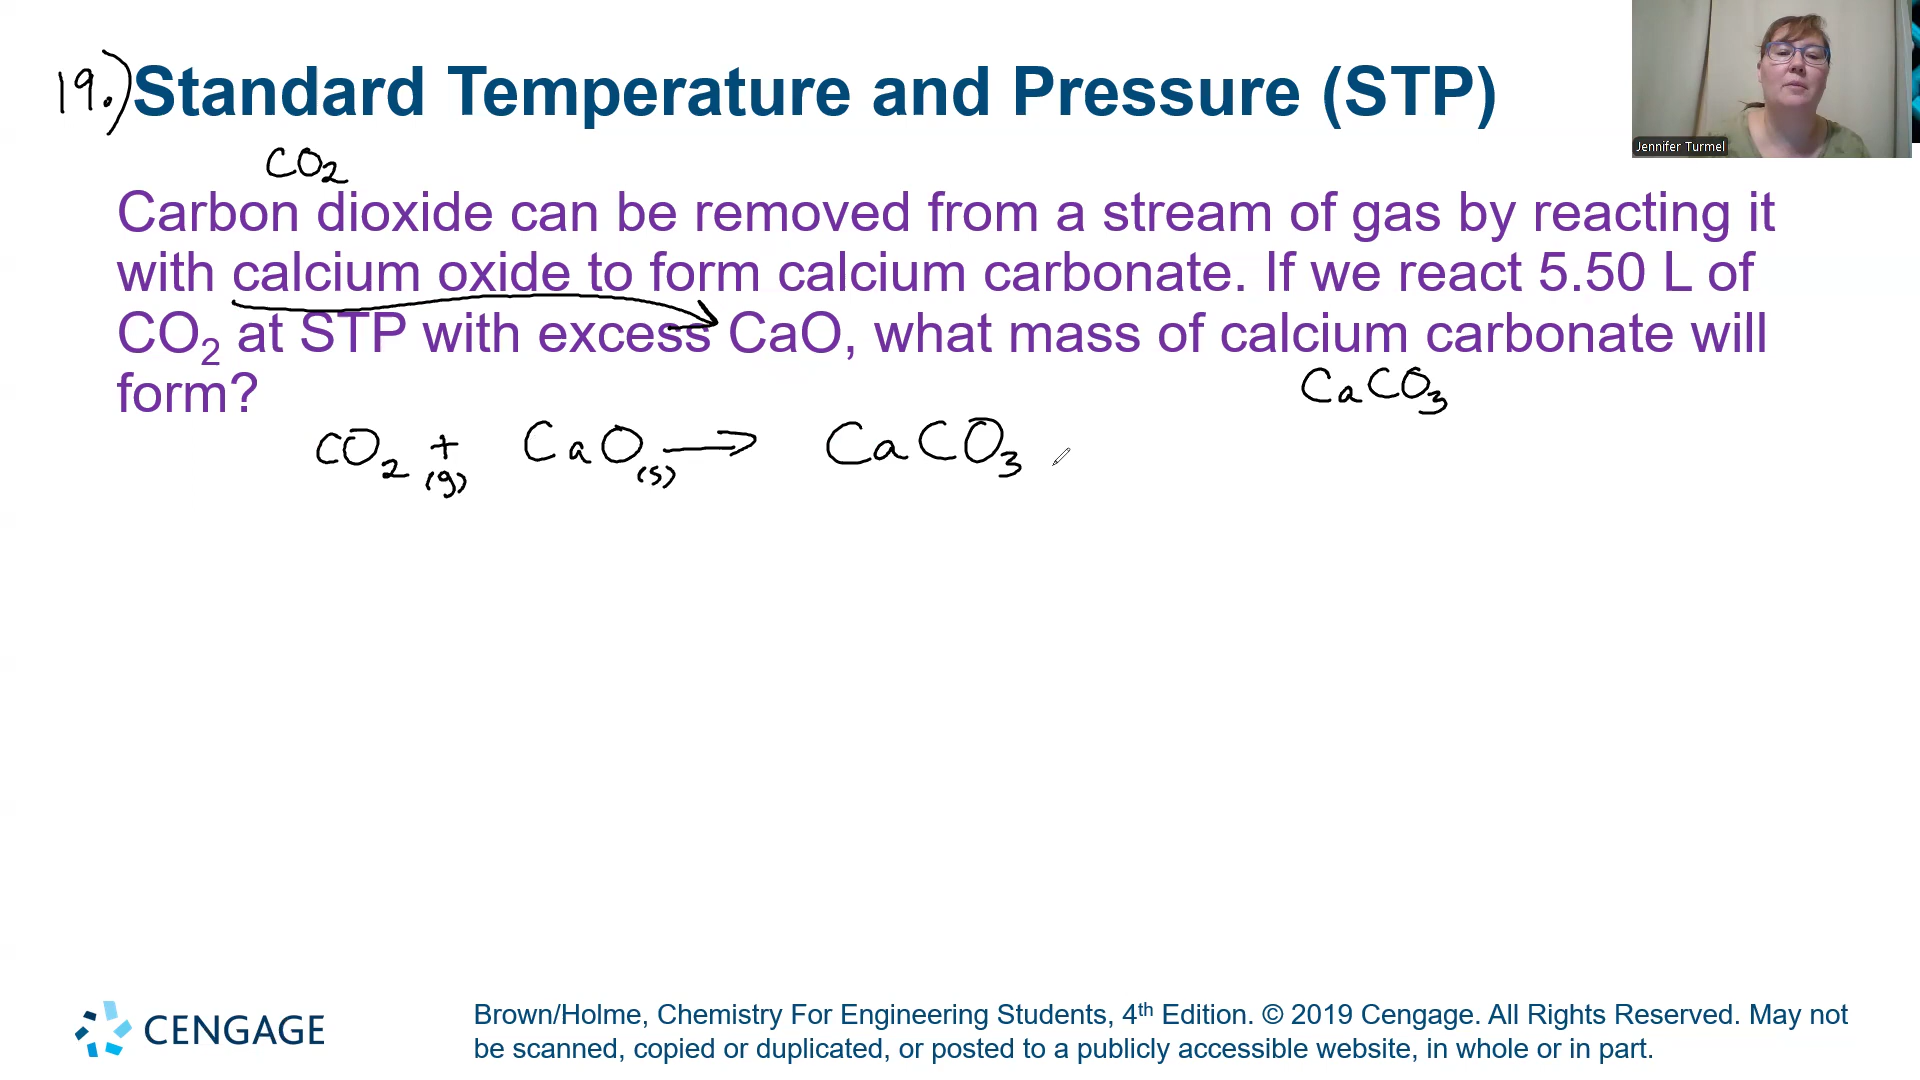 19.) Standard Temperature and Pressure (STP)
Jennifer Turmel
CO₂
Carbon dioxide can be removed from a stream of gas by reacting it
with calcium oxide to form calcium carbonate. If we react 5.50 L of
CO₂ at STP with excess CaO, what mass of calcium carbonate will
CaCO₃
form?
CO₂ (g) + CaO (s) → CaCO₃
CENGAGE
Brown/Holme, Chemistry For Engineering Students, 4th Edition. © 2019 Cengage. All Rights Reserved. May not
be scanned, copied or duplicated, or posted to a publicly accessible website, in whole or in part.